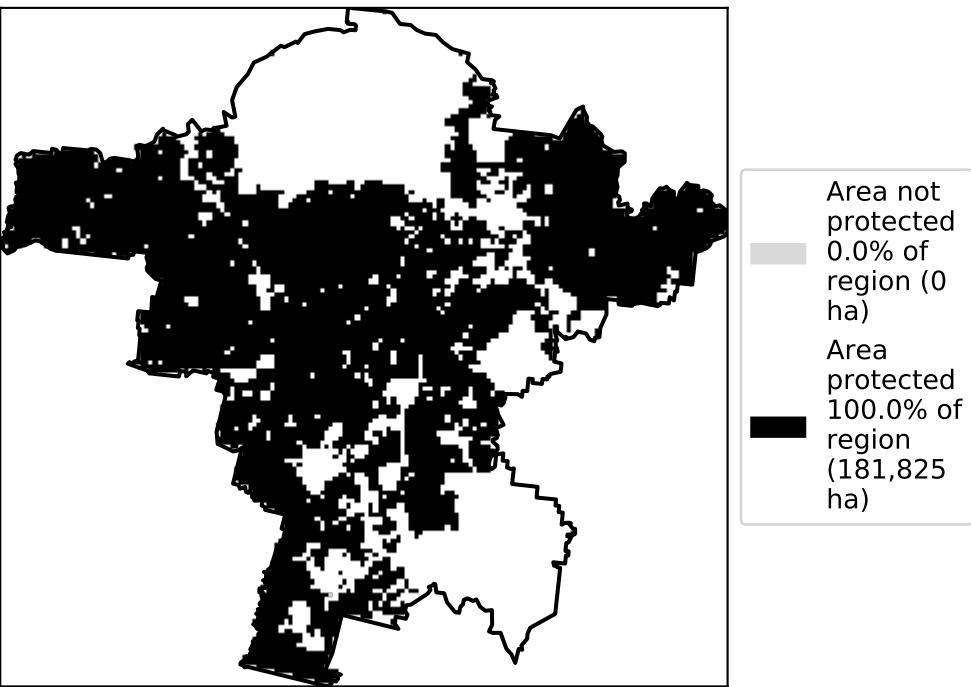 Area not
protected
0.0% of
region (0
ha)
Area
protected
100.0% of
region
(181,825
ha)